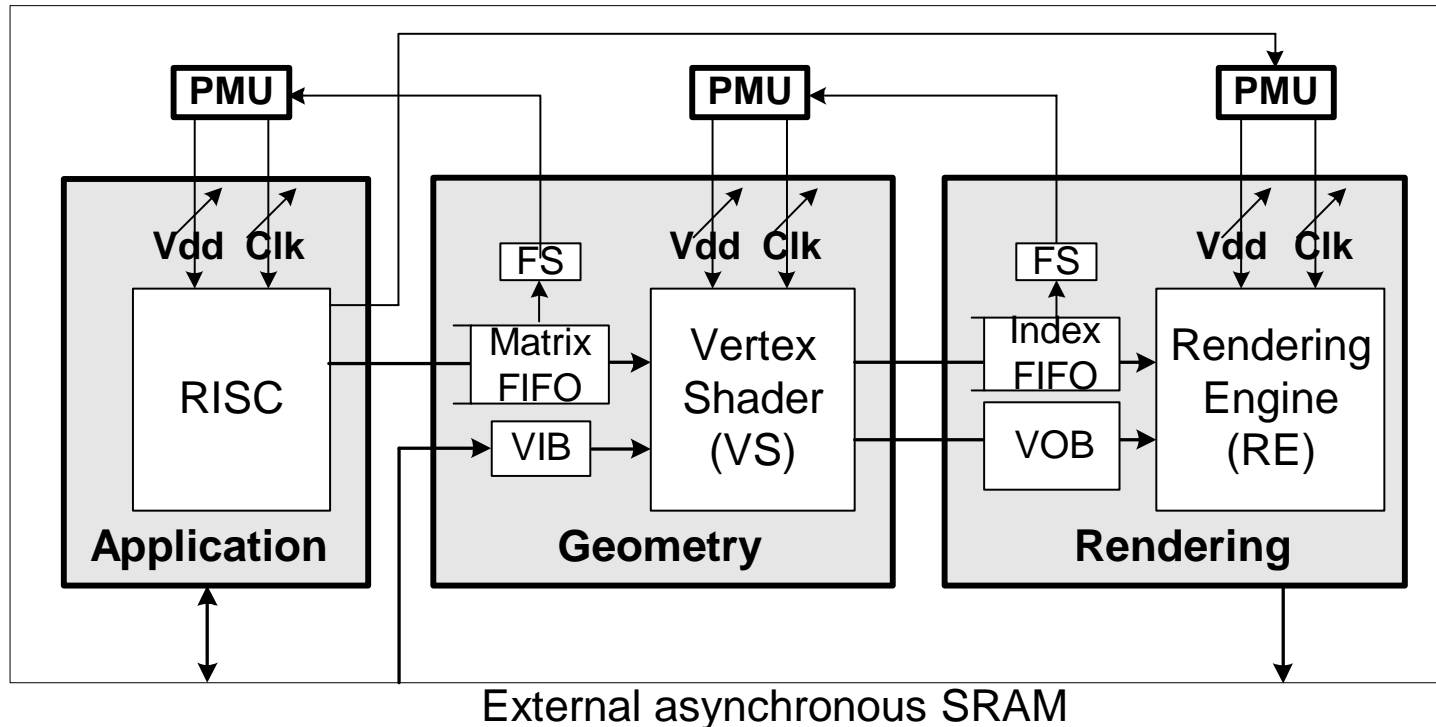 PMU
PMU
PMU
Vdd Clk
Vdd Clk
Vdd Clk
FS
FS
RISC
Matrix
FIFO
VIB
Vertex
Shader
(VS)
Index
FIFO
VOB
Rendering
Engine
(RE)
Application
Geometry
Rendering
External asynchronous SRAM